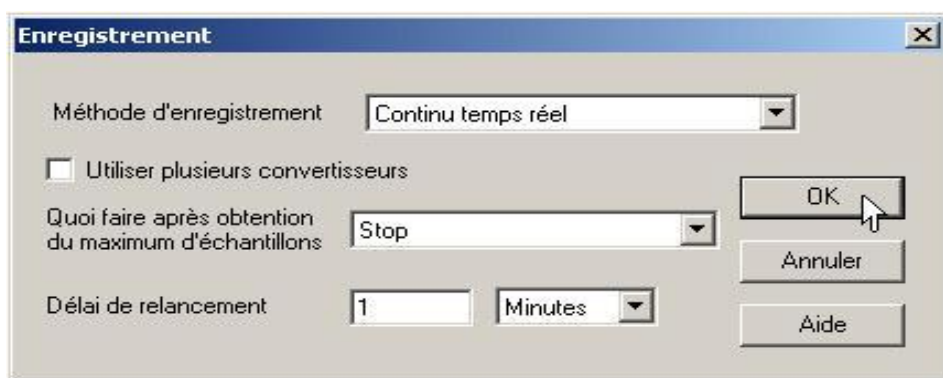 Enregistrement
Méthode d'enregistrement Continu temps réel
Utiliser plusieurs convertisseurs
OK
Quoi faire après obtention
du maximum d'échantillons Stop
Annuler
Délai de relancement 1 Minutes
Aide